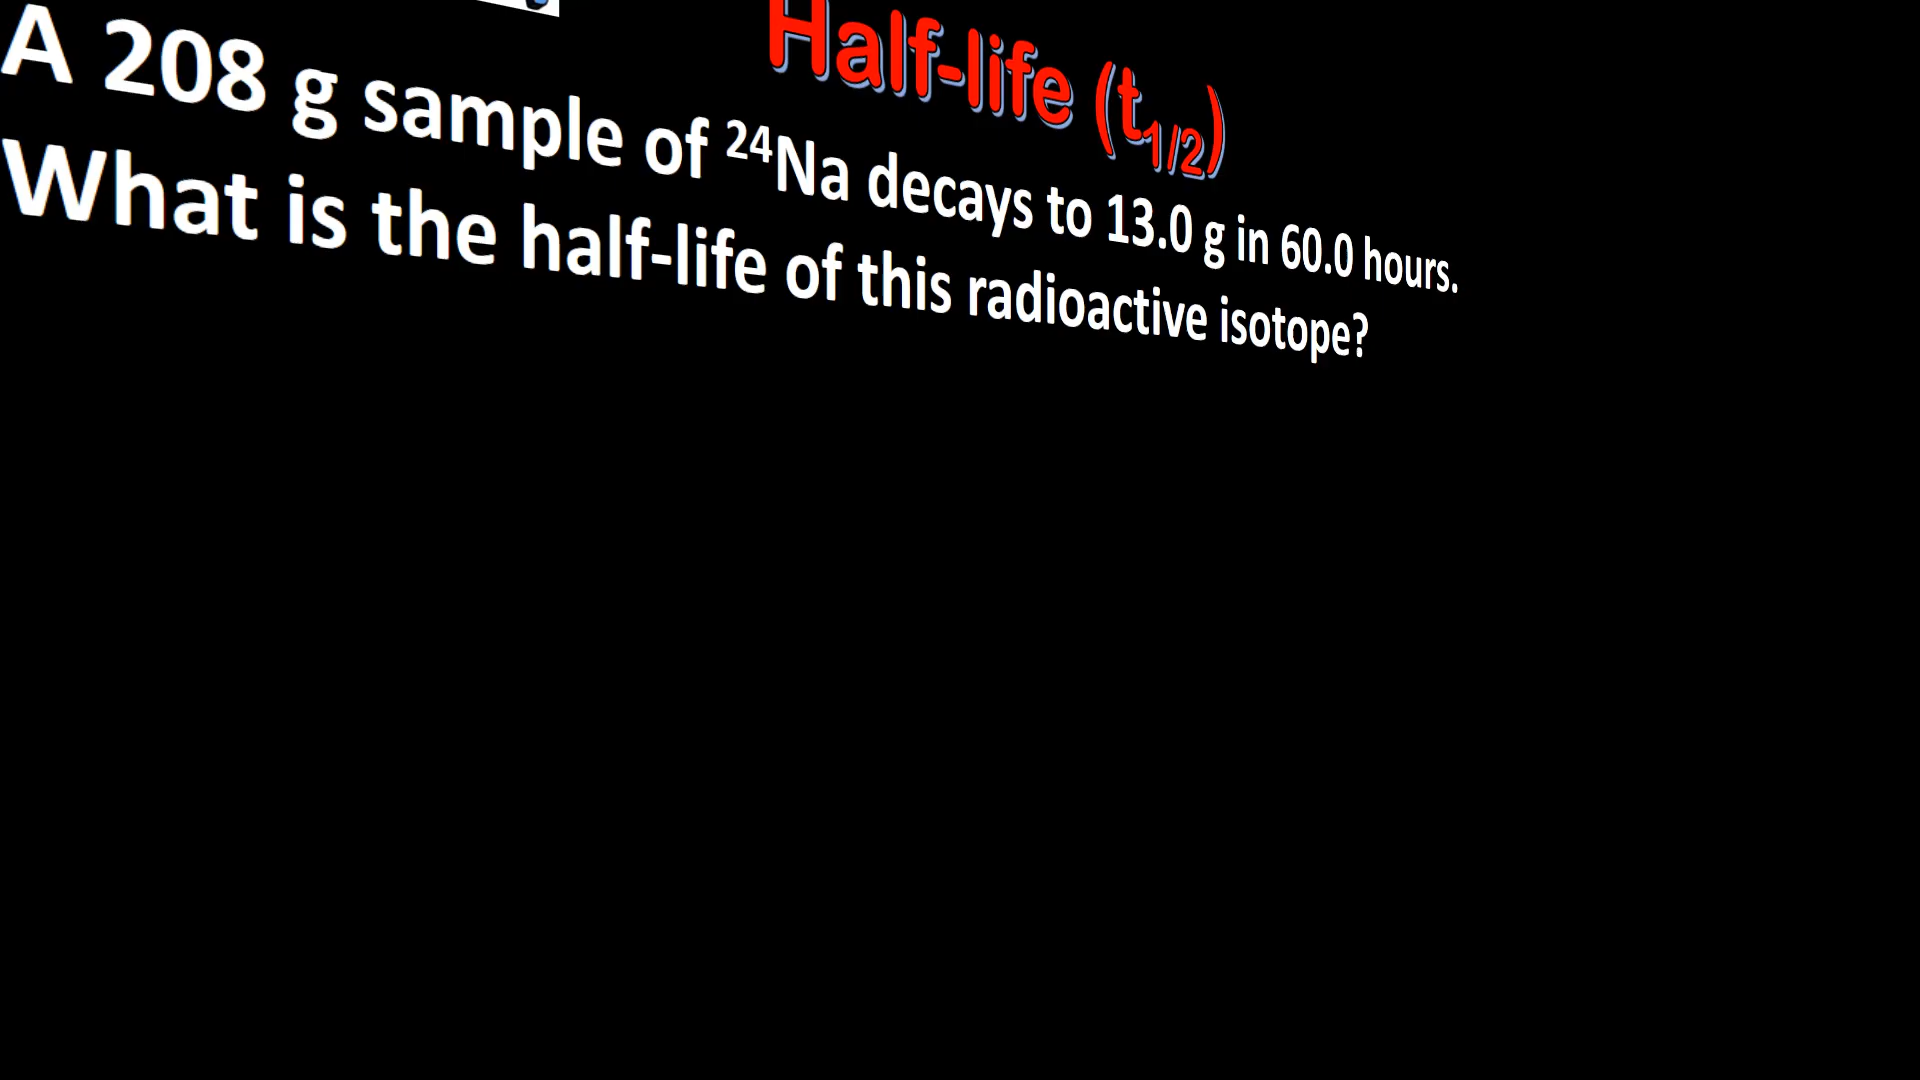 Half-life (t1/2)
A 208 g sample of ²⁴Na decays to 13.0 g in 60.0 hours.
What is the half-life of this radioactive isotope?